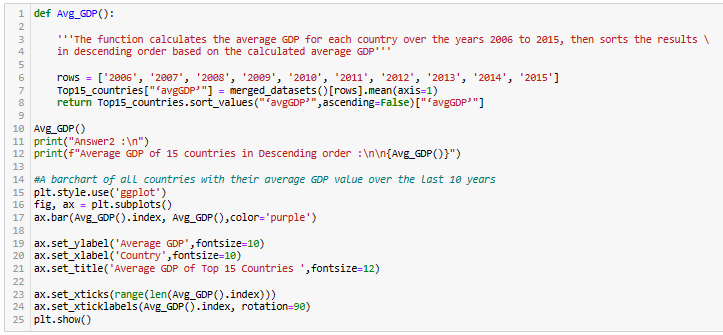 1 def Avg_GDP():
2
3     '''The function calculates the average GDP for each country over the years 2006 to 2015, then sorts the results \
4     in descending order based on the calculated average GDP'''
5
6     rows = ['2006', '2007', '2008', '2009', '2010', '2011', '2012', '2013', '2014', '2015']
7     Top15_countries["‘avgGDP’"] = merged_datasets()[rows].mean(axis=1)
8     return Top15_countries.sort_values("‘avgGDP’",ascending=False)["‘avgGDP’"]
9
10 Avg_GDP()
11 print("Answer2 :\n")
12 print(f"Average GDP of 15 countries in Descending order :\n\n{Avg_GDP()}")
13
14 #A barchart of all countries with their average GDP value over the last 10 years
15 plt.style.use('ggplot')
16 fig, ax = plt.subplots()
17 ax.bar(Avg_GDP().index, Avg_GDP(),color='purple')
18
19 ax.set_ylabel('Average GDP',fontsize=10)
20 ax.set_xlabel('Country',fontsize=10)
21 ax.set_title('Average GDP of Top 15 Countries ',fontsize=12)
22
23 ax.set_xticks(range(len(Avg_GDP().index)))
24 ax.set_xticklabels(Avg_GDP().index, rotation=90)
25 plt.show()